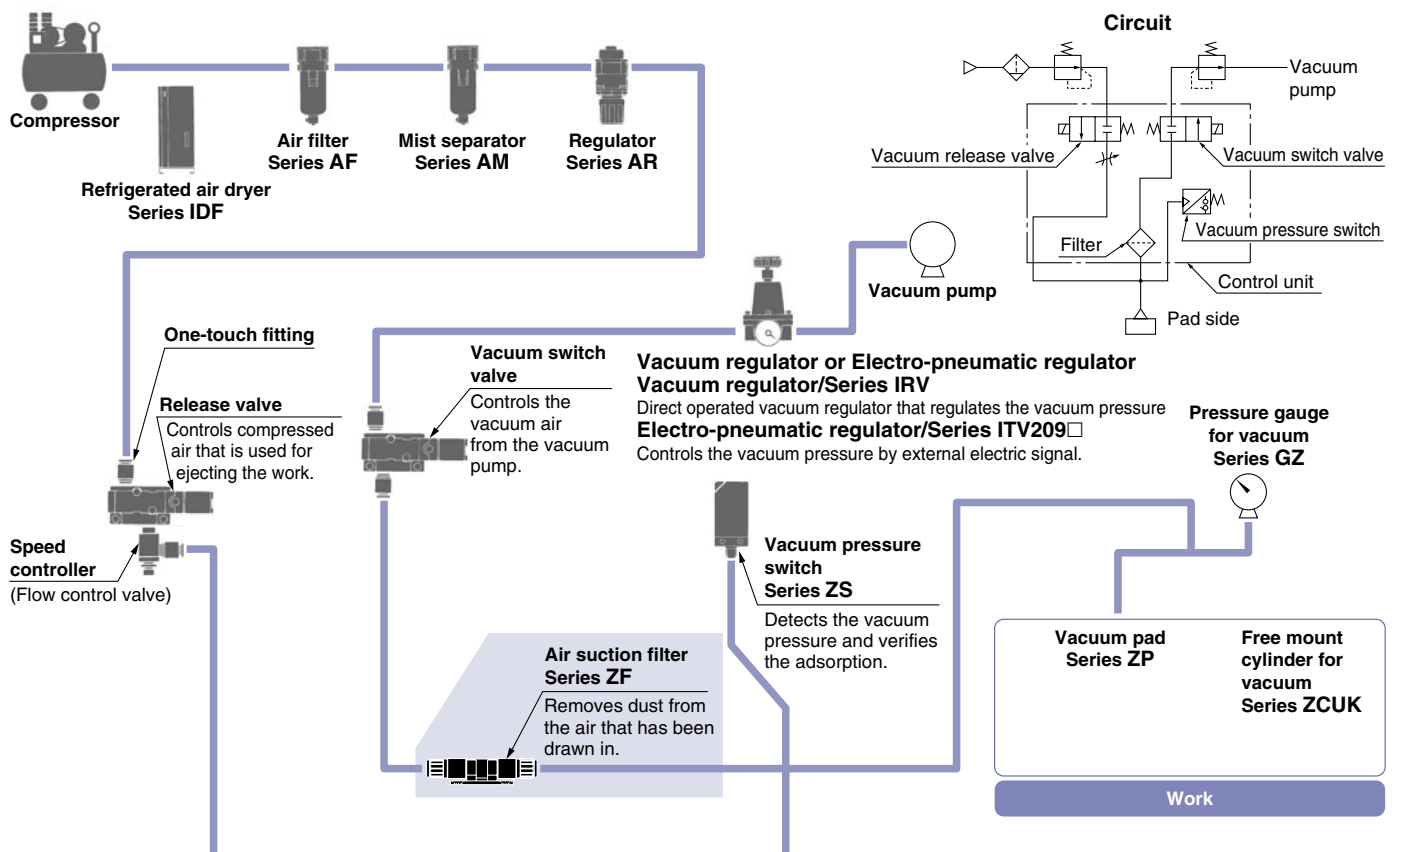 Circuit
Vacuum
pump
Compressor
Air filter
Series AF
Mist separator
Series AM
Regulator
Series AR
Refrigerated air dryer
Series IDF
Vacuum release valve
Vacuum switch valve
Vacuum pressure switch
Filter
Control unit
Pad side
Vacuum pump
One-touch fitting
Release valve
Controls compressed
air that is used for
ejecting the work.
Vacuum switch
valve
Controls the
vacuum air
from the vacuum
pump.
Vacuum regulator or Electro-pneumatic regulator
Vacuum regulator/Series IRV
Direct operated vacuum regulator that regulates the vacuum pressure
Electro-pneumatic regulator/Series ITV209□
Controls the vacuum pressure by external electric signal.
Pressure gauge
for vacuum
Series GZ
Speed
controller
(Flow control valve)
Vacuum pressure
switch
Series ZS
Detects the vacuum
pressure and verifies
the adsorption.
Air suction filter
Series ZF
Removes dust from
the air that has been
drawn in.
Vacuum pad
Series ZP
Free mount
cylinder for
vacuum
Series ZCUK
Work